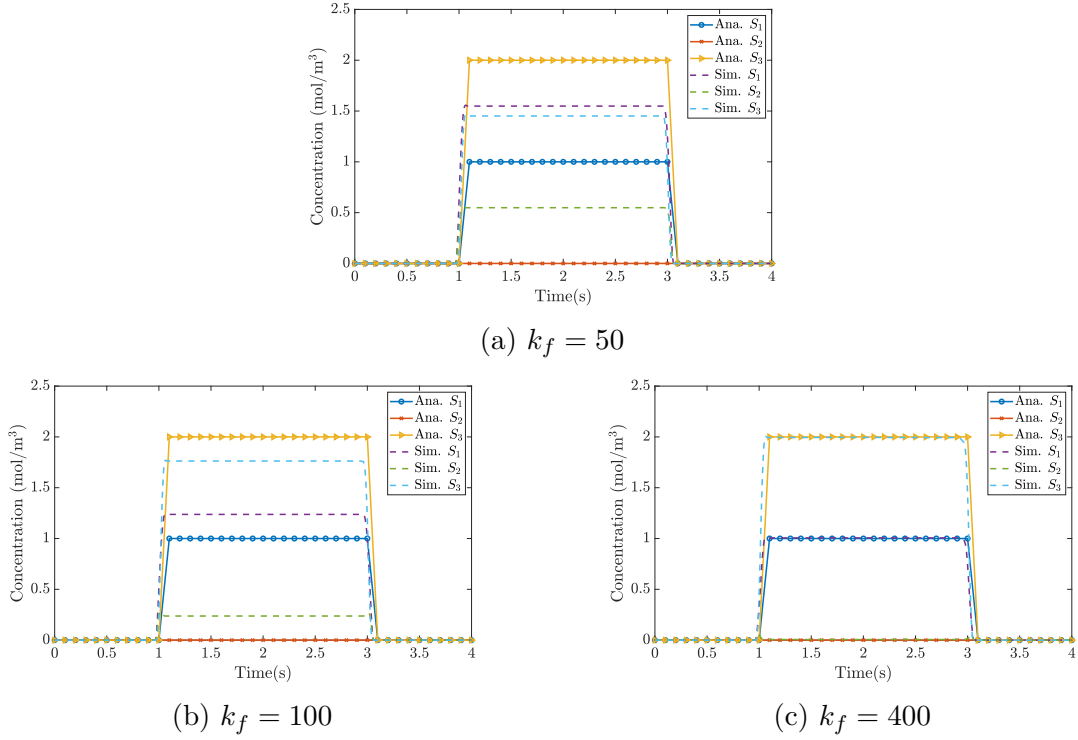 2.5
2
1.5
1
0.5
0
Concentration (mol/m³)
0 0.5 1 1.5 2 2.5 3 3.5 4
Time(s)
Ana. S₁
Ana. S₂
Ana. S₃
Sim. S₁
Sim. S₂
Sim. S₃
(a) k_f = 50
2.5
2
1.5
1
0.5
0
Concentration (mol/m³)
0 0.5 1 1.5 2 2.5 3 3.5 4
Time(s)
Ana. S₁
Ana. S₂
Ana. S₃
Sim. S₁
Sim. S₂
Sim. S₃
(b) k_f = 100
2.5
2
1.5
1
0.5
0
Concentration (mol/m³)
0 0.5 1 1.5 2 2.5 3 3.5 4
Time(s)
Ana. S₁
Ana. S₂
Ana. S₃
Sim. S₁
Sim. S₂
Sim. S₃
(c) k_f = 400